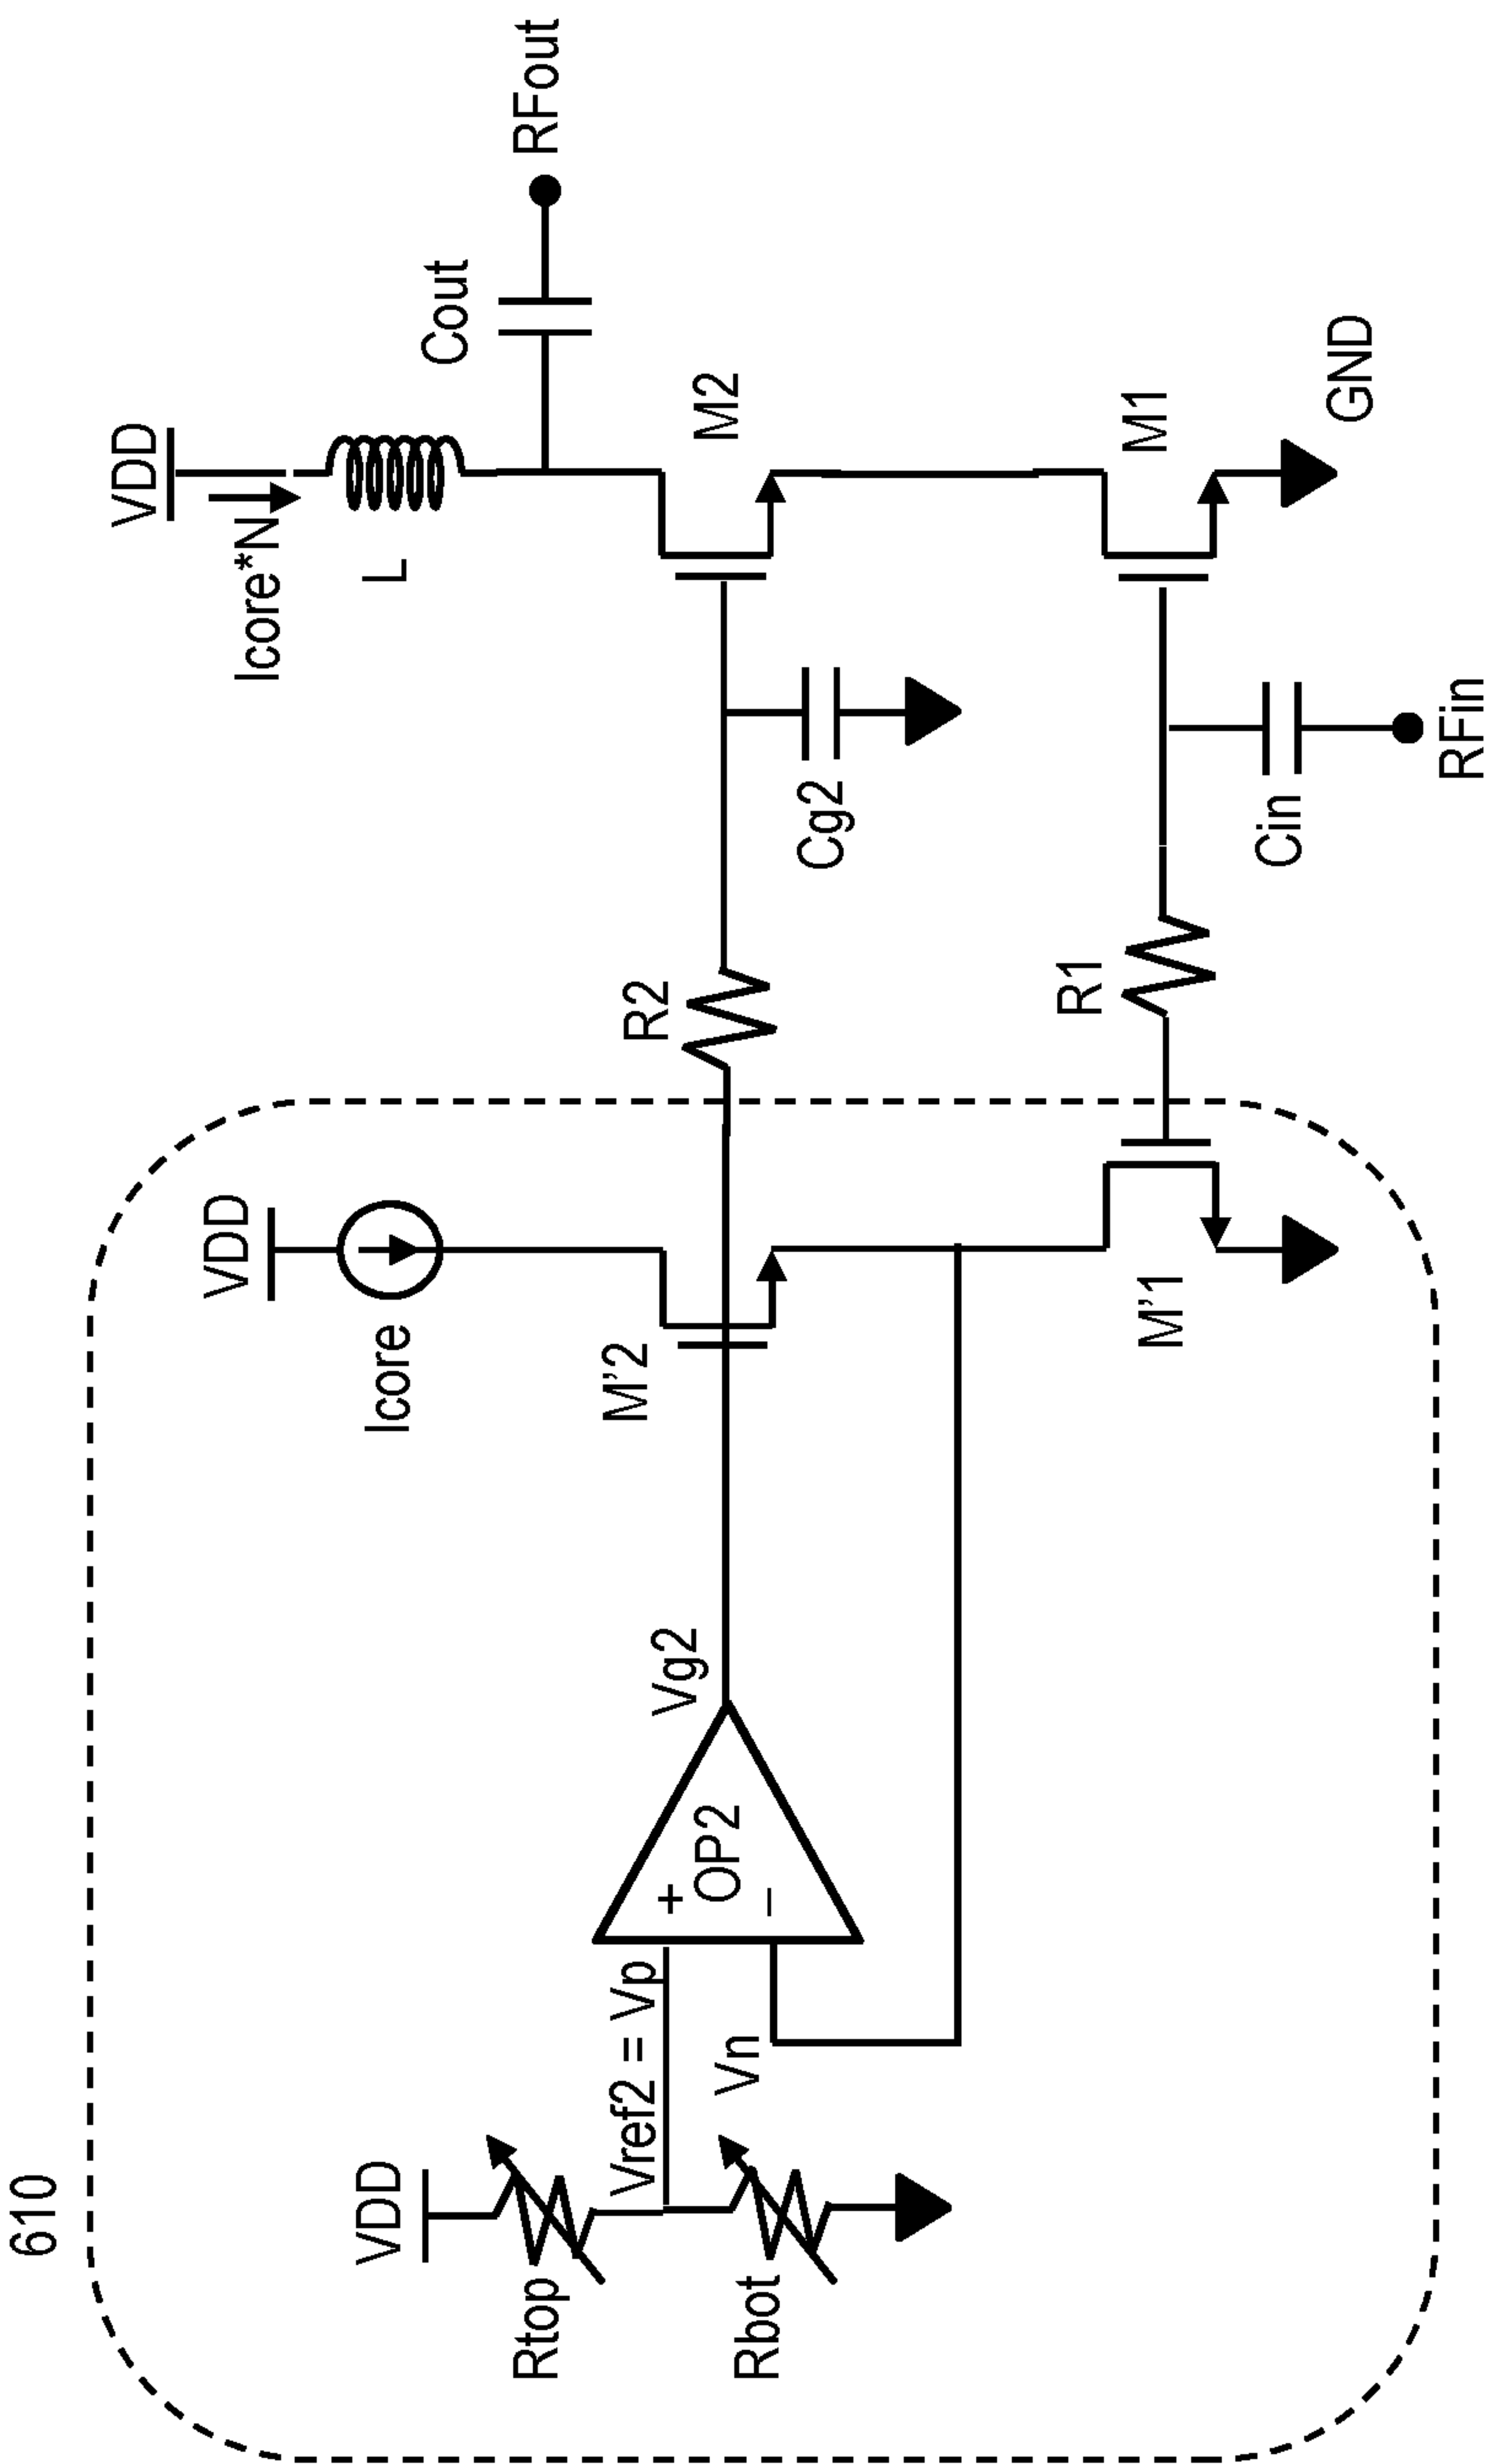 610
VDD
Rtop
Vref2 = Vp
Vn
Rbot
+
OP2
–
Vg2
VDD
Icore
M'2
M'1
R2
R1
Cg2
Cin
RFin
VDD
Icore*N
L
Cout
RFout
M2
M1
GND